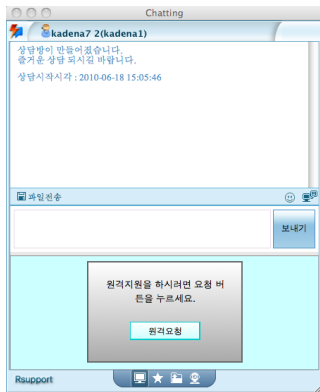 Chatting
kadena7 2(kadena1)
상담방이 만들어졌습니다.
즐거운 상담 되시길 바랍니다.
상담시작시각 : 2010-06-18 15:05:46
파일전송
보내기
원격지원을 하시려면 요청 버
튼을 누르세요.
원격요청
Rsupport